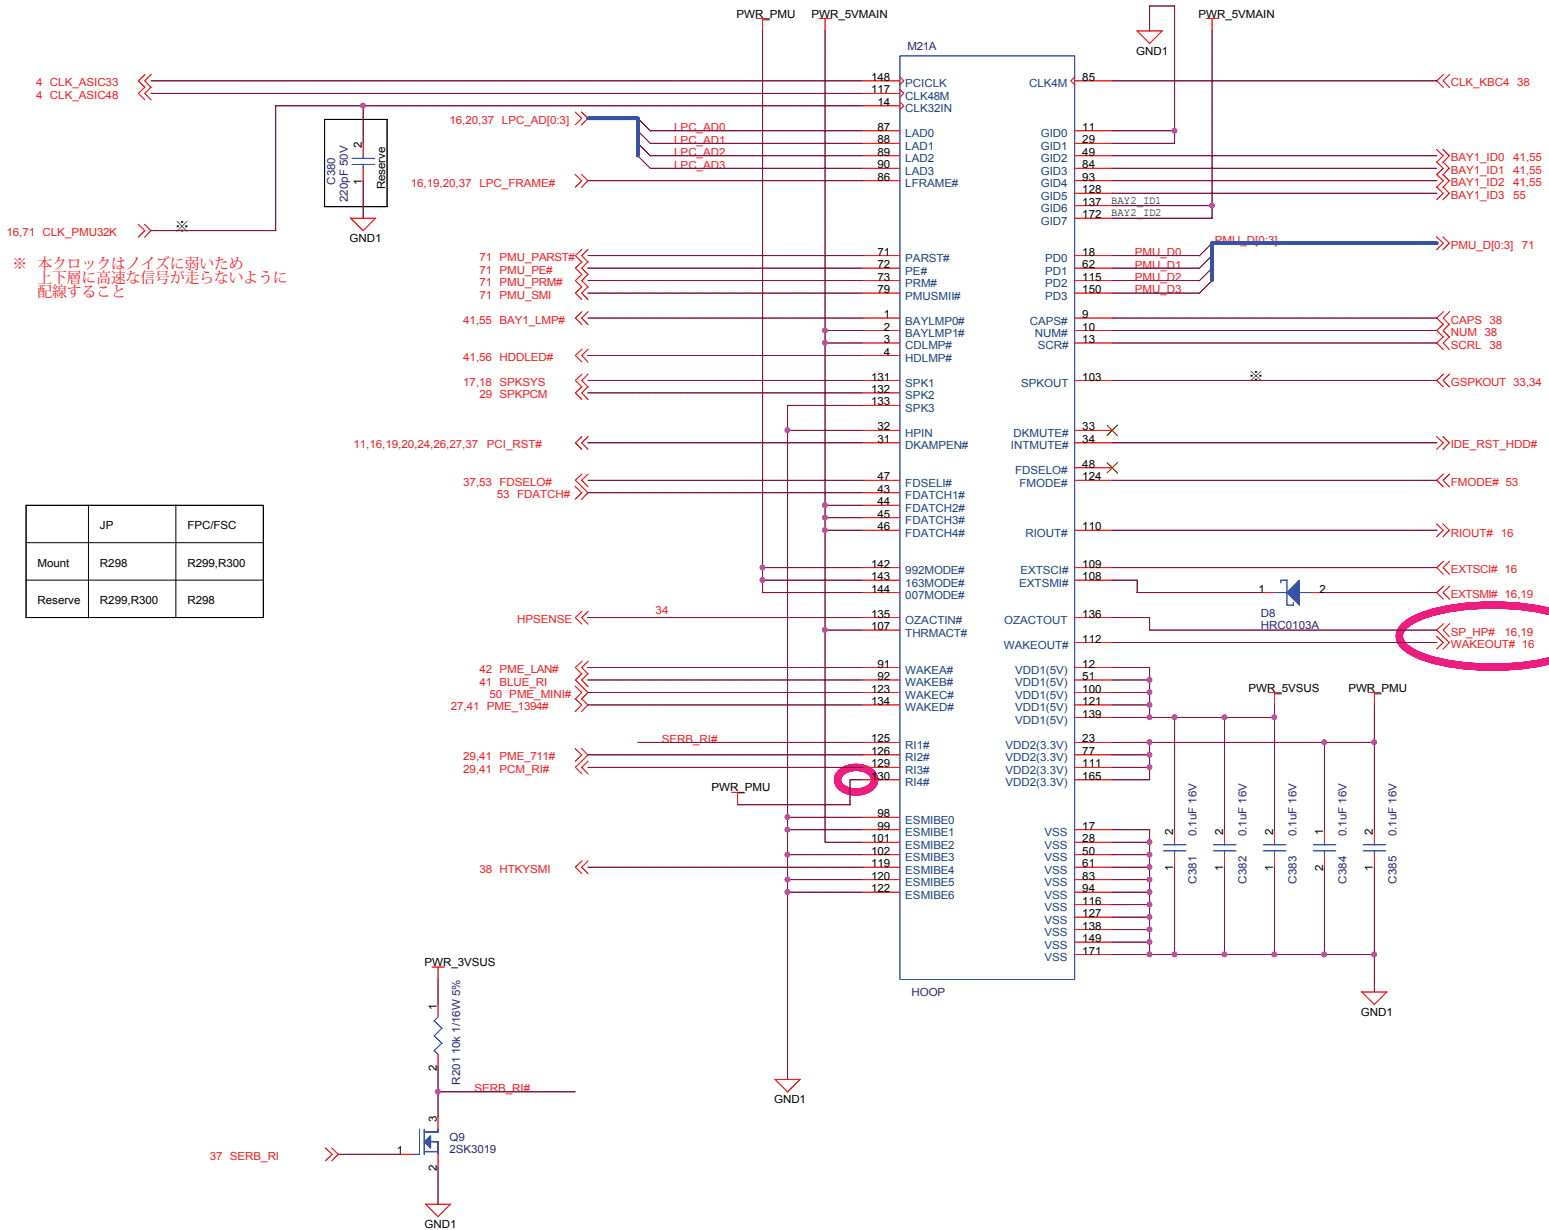 PWR_PMU PWR_5VMAIN PWR_5VMAIN
GND1
M21A
4 CLK_ASIC33 148 PCICLK CLK4M 85 CLK_KBC4 38
4 CLK_ASIC48 117 CLK48M
14 CLK32IN
16,20,37 LPC_AD[0:3]
LPC_AD0 87 LAD0 GID0 11
LPC_AD1 88 LAD1 GID1 29
LPC_AD2 89 LAD2 GID2 49 BAY1_ID0 41,55
LPC_AD3 90 LAD3 GID3 84 BAY1_ID1 41,55
16,19,20,37 LPC_FRAME# 86 LFRAME# GID4 93 BAY1_ID2 41,55
GID5 128 BAY1_ID3 55
GID6 137 BAY2_ID1
GID7 172 BAY2_ID2
C380
220pF 50V
2
1
Reserve
GND1
16,71 CLK_PMU32K ※
※ 本クロックはノイズに弱いため
上下層に高速な信号が走らないように
配線すること
PMU_D[0:3] PMU_D[0:3] 71
71 PMU_PARST# 71 PARST# PD0 18 PMU_D0
71 PMU_PE# 72 PE# PD1 62 PMU_D1
71 PMU_PRM# 73 PRM# PD2 115 PMU_D2
71 PMU_SMI 79 PMUSMII# PD3 150 PMU_D3
41,55 BAY1_LMP# 1 BAYLMP0# CAPS# 9 CAPS 38
2 BAYLMP1# NUM# 10 NUM 38
3 CDLMP# SCR# 13 SCRL 38
41,56 HDDLED# 4 HDLMP#
17,18 SPKSYS 131 SPK1 SPKOUT 103 ※ GSPKOUT 33,34
29 SPKPCM 132 SPK2
133 SPK3
32 HPIN DKMUTE# 33
11,16,19,20,24,26,27,37 PCI_RST# 31 DKAMPEN# INTMUTE# 34 IDE_RST_HDD#
FDSELO# 48
37,53 FDSELO# 47 FDSELI# FMODE# 124 FMODE# 53
53 FDATCH# 43 FDATCH1#
44 FDATCH2#
45 FDATCH3#
46 FDATCH4# RIOUT# 110 RIOUT# 16
JP FPC/FSC
Mount R298 R299,R300
Reserve R299,R300 R298
142 992MODE# EXTSCI# 109 EXTSCI# 16
143 163MODE# EXTSMI# 108
144 007MODE# 1 2 EXTSMI# 16,19
D8
HRC0103A
HPSENSE 34 135 OZACTIN# OZACTOUT 136
107 THRMACT# SP_HP# 16,19
WAKEOUT# 112 WAKEOUT# 16
42 PME_LAN# 91 WAKEA# VDD1(5V) 12
41 BLUE_RI 92 WAKEB# VDD1(5V) 51
50 PME_MINI# 123 WAKEC# VDD1(5V) 100
27,41 PME_1394# 134 WAKED# VDD1(5V) 121
VDD1(5V) 139
PWR_5VSUS PWR_PMU
SERB_RI# 125 RI1# VDD2(3.3V) 23
29,41 PME_711# 126 RI2# VDD2(3.3V) 77
29,41 PCM_RI# 129 RI3# VDD2(3.3V) 111
130 RI4# VDD2(3.3V) 165
PWR_PMU
98 ESMIBE0
99 ESMIBE1 VSS 17
101 ESMIBE2 VSS 28
102 ESMIBE3 VSS 50
38 HTKYSMI 119 ESMIBE4 VSS 61
120 ESMIBE5 VSS 83
122 ESMIBE6 VSS 94
VSS 116
VSS 127
VSS 138
VSS 149
VSS 171
2 1 C381 0.1uF 16V
2 1 C382 0.1uF 16V
2 1 C383 0.1uF 16V
1 2 C384 0.1uF 16V
2 1 C385 0.1uF 16V
GND1
HOOP
PWR_3VSUS
1
2
R201 10k 1/16W 5%
SERB_RI#
3
Q9
2SK3019
37 SERB_RI 1
2
GND1
GND1